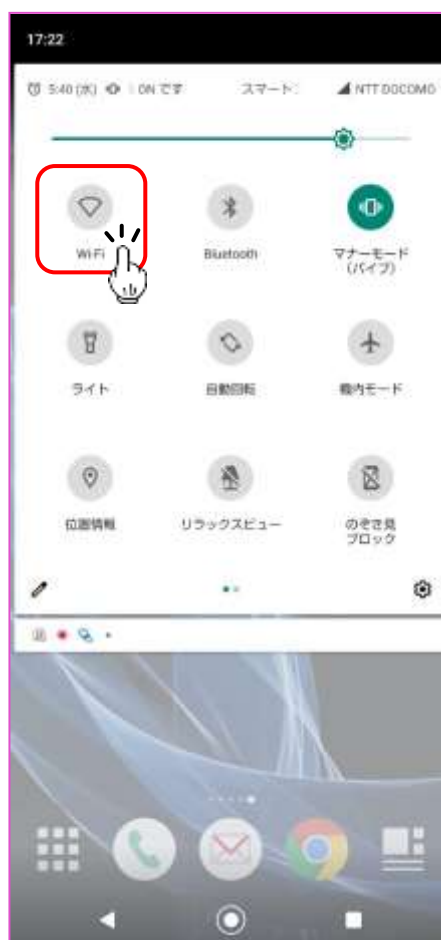 17:22
5:40 (水) ON です スマート: NTT DOCOMO
Wi-Fi Bluetooth マナーモード
(バイブ)
ライト 自動回転 機内モード
位置情報 リラックスビュー のぞき見
ブロック